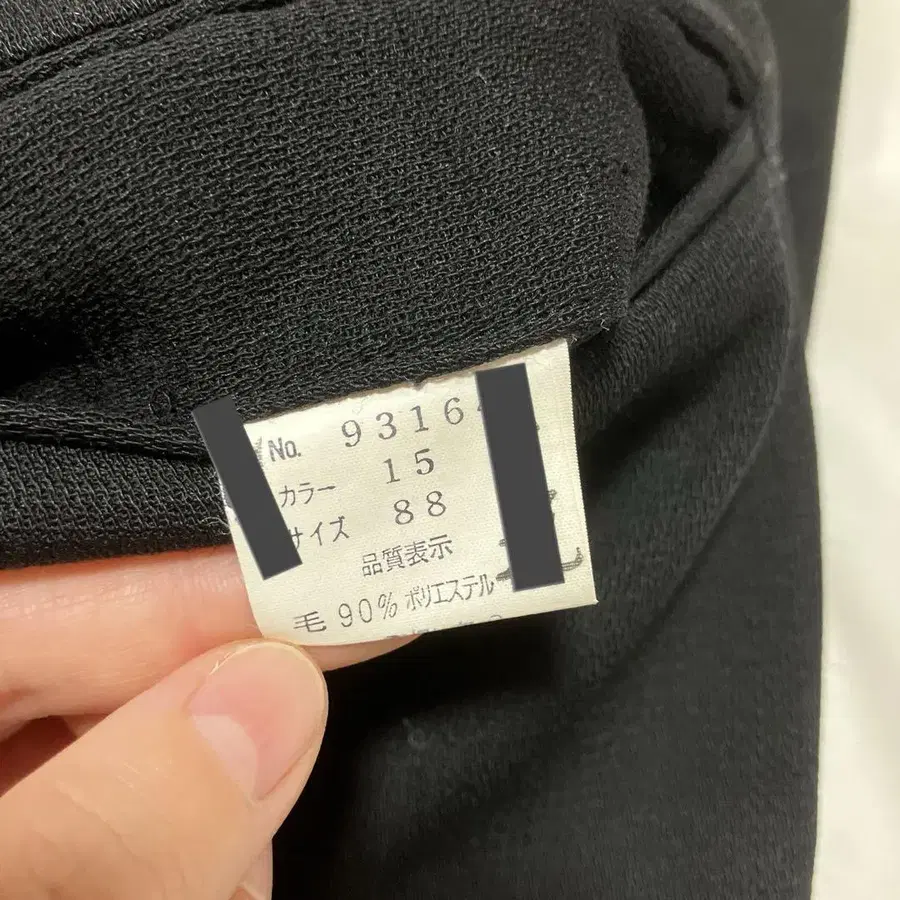 No. 9316
カラー 15
サイズ 88
品質表示
毛 90% ポリエステル